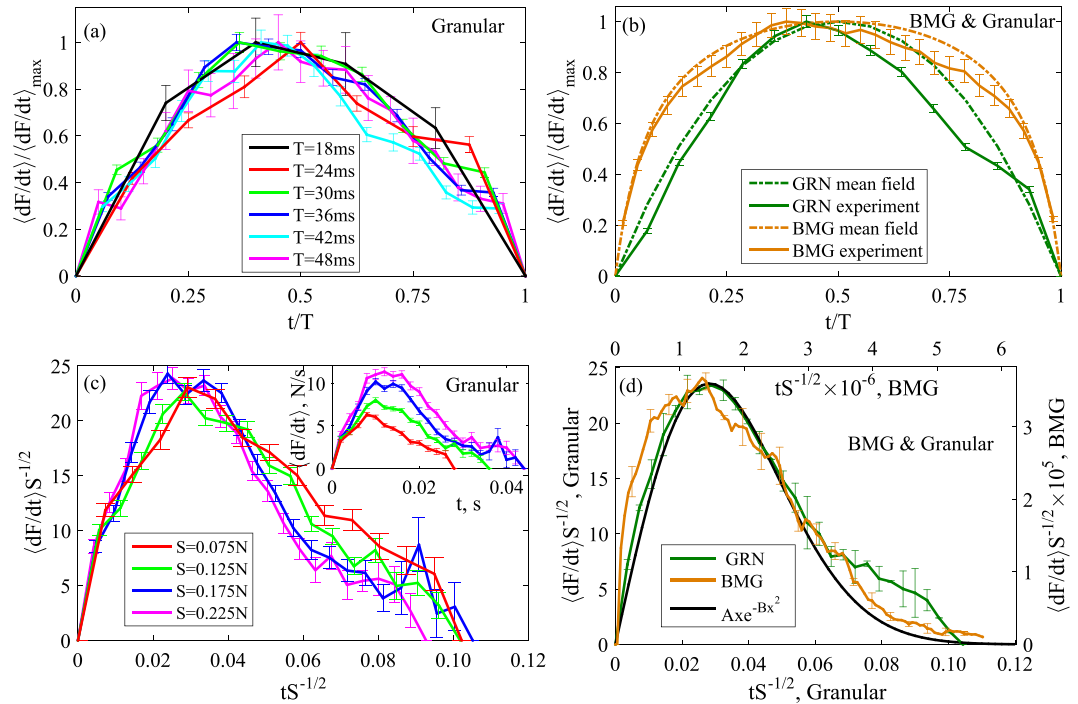 (a)
Granular
⟨dF/dt⟩/⟨dF/dt⟩max
1
0.8
0.6
0.4
0.2
0
T=18ms
T=24ms
T=30ms
T=36ms
T=42ms
T=48ms
0 0.25 0.5 0.75 1
t/T
(b)
BMG & Granular
⟨dF/dt⟩/⟨dF/dt⟩max
1
0.8
0.6
0.4
0.2
0
GRN mean field
GRN experiment
BMG mean field
BMG experiment
0 0.25 0.5 0.75 1
t/T
(c)
⟨dF/dt⟩S^-1/2
25
20
15
10
5
0
S=0.075N
S=0.125N
S=0.175N
S=0.225N
0 0.02 0.04 0.06 0.08 0.10 0.12
tS^-1/2
Granular
⟨dF/dt⟩, N/s
10
5
0
0 0.02 0.04
t, s
0 1 2 3 4 5
(d)
tS^-1/2×10^-6, BMG
BMG & Granular
⟨dF/dt⟩S^-1/2, Granular
25
20
15
10
5
0
GRN
BMG
Axe^-Bx^2
0 0.02 0.04 0.06 0.08 0.10 0.12
tS^-1/2, Granular
3
2
1
0
⟨dF/dt⟩S^-1/2×10^5, BMG